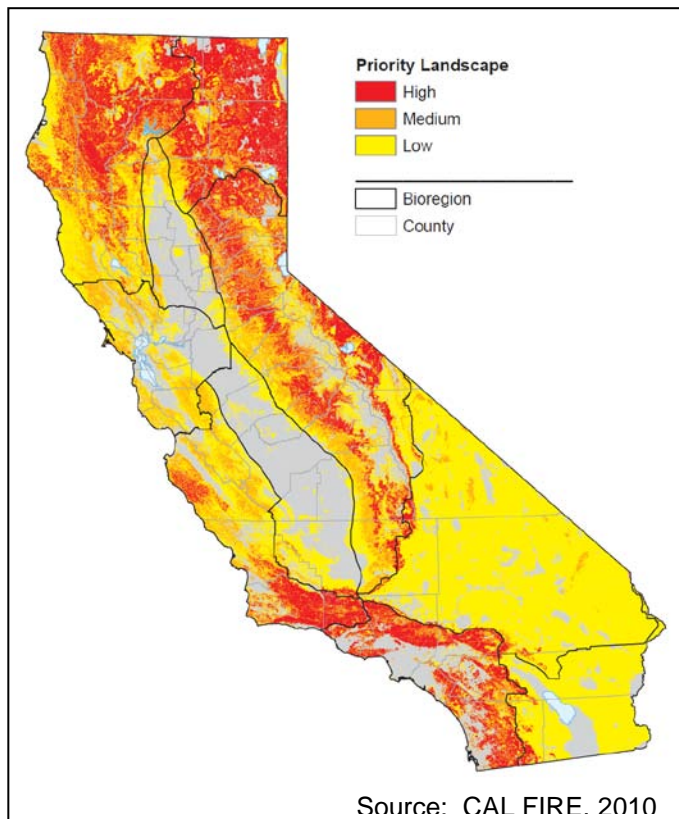 Priority Landscape
High
Medium
Low
Bioregion
County
Source: CAL FIRE, 2010